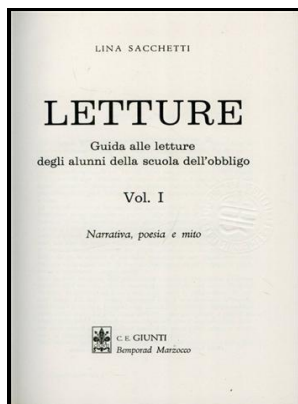 LINA SACCHETTI
LETTURE
Guida alle letture
degli alunni della scuola dell'obbligo
Vol. I
Narrativa, poesia e mito
C. E. GIUNTI
Bemporad Marzocco